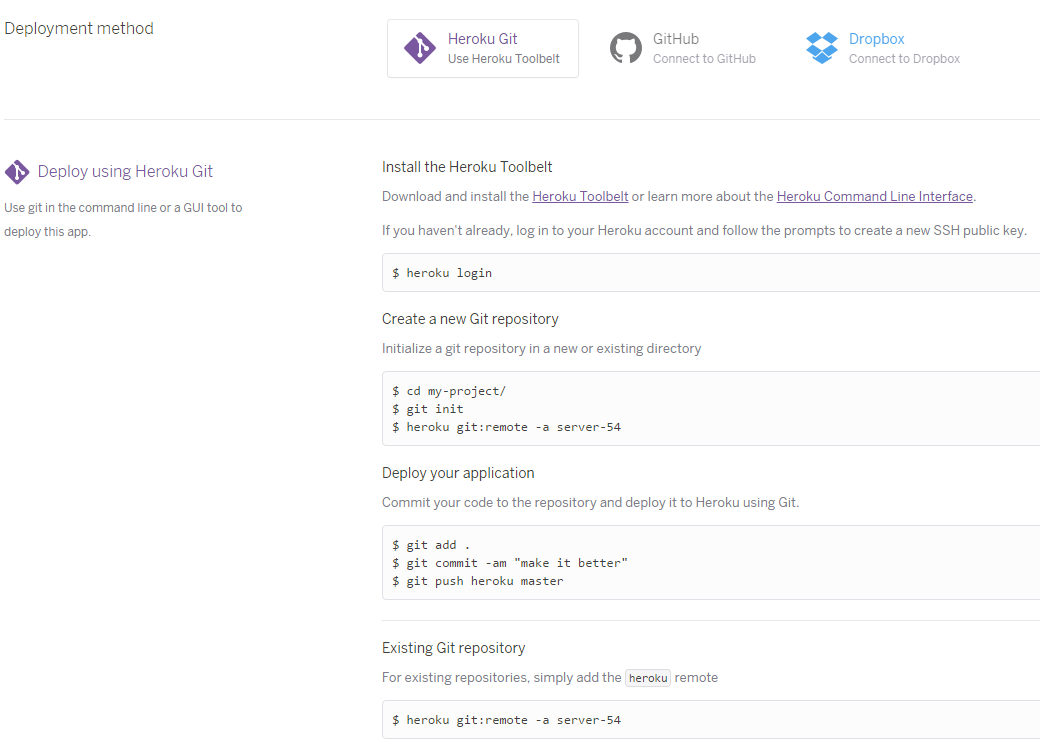 Deployment method
Heroku Git
Use Heroku Toolbelt
GitHub
Connect to GitHub
Dropbox
Connect to Dropbox
Deploy using Heroku Git
Use git in the command line or a GUI tool to
deploy this app.
Install the Heroku Toolbelt
Download and install the Heroku Toolbelt or learn more about the Heroku Command Line Interface.
If you haven't already, log in to your Heroku account and follow the prompts to create a new SSH public key.
$ heroku login
Create a new Git repository
Initialize a git repository in a new or existing directory
$ cd my-project/
$ git init
$ heroku git:remote -a server-54
Deploy your application
Commit your code to the repository and deploy it to Heroku using Git.
$ git add .
$ git commit -am "make it better"
$ git push heroku master
Existing Git repository
For existing repositories, simply add the heroku remote
$ heroku git:remote -a server-54